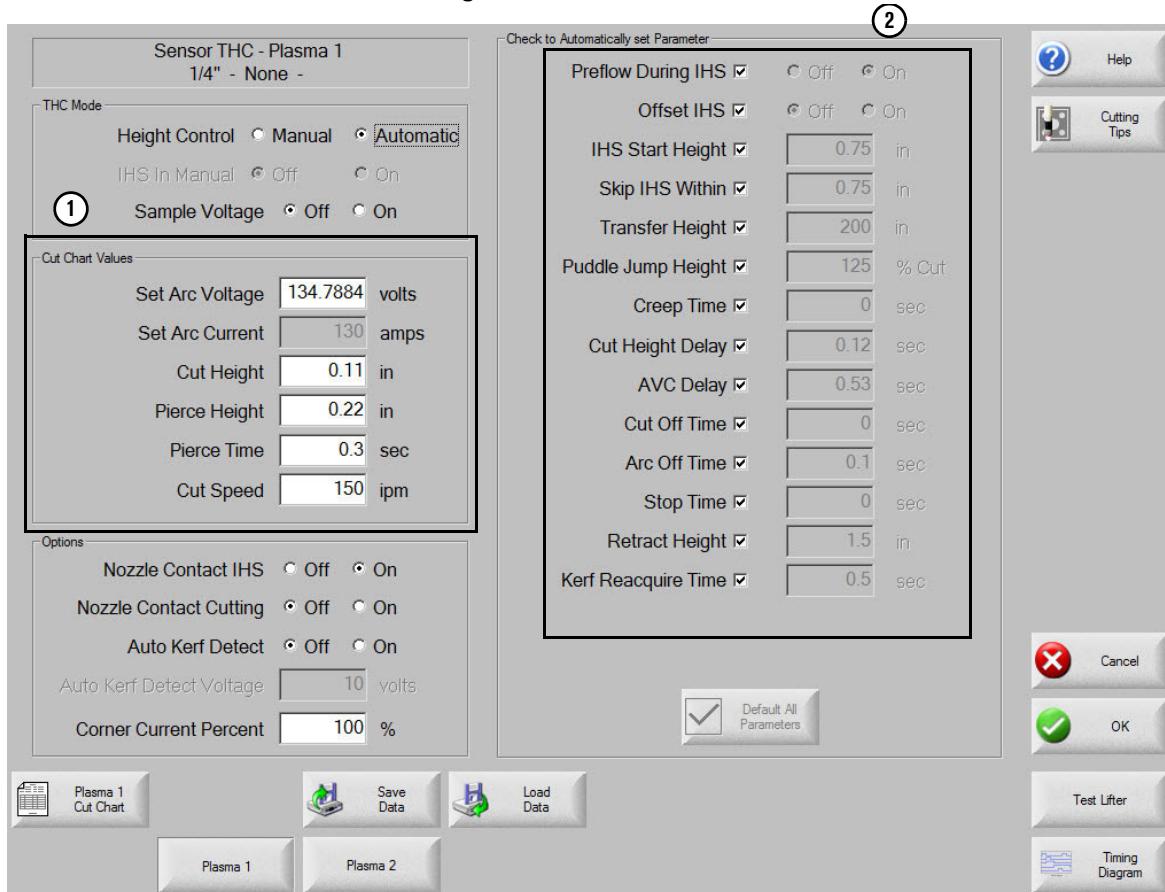 2
Sensor THC - Plasma 1
1/4" - None -
THC Mode
Height Control Manual Automatic
IHS In Manual Off On
1
Sample Voltage Off On
Cut Chart Values
Set Arc Voltage 134.7884 volts
Set Arc Current 130 amps
Cut Height 0.11 in
Pierce Height 0.22 in
Pierce Time 0.3 sec
Cut Speed 150 ipm
Options
Nozzle Contact IHS Off On
Nozzle Contact Cutting Off On
Auto Kerf Detect Off On
Auto Kerf Detect Voltage 10 volts
Corner Current Percent 100 %
Check to Automatically set Parameter
Preflow During IHS Off On
Offset IHS Off On
IHS Start Height 0.75 in
Skip IHS Within 0.75 in
Transfer Height 200 in
Puddle Jump Height 125 % Cut
Creep Time 0 sec
Cut Height Delay 0.12 sec
AVC Delay 0.53 sec
Cut Off Time 0 sec
Arc Off Time 0.1 sec
Stop Time 0 sec
Retract Height 1.5 in
Kerf Reacquire Time 0.5 sec
Default All
Parameters
Help
Cutting
Tips
Cancel
OK
Test Lifter
Timing
Diagram
Plasma 1
Cut Chart
Save
Data
Load
Data
Plasma 1
Plasma 2